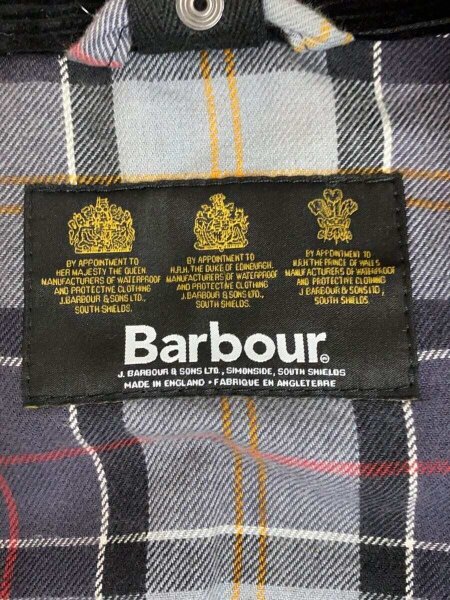 BY APPOINTMENT TO
HER MAJESTY THE QUEEN
MANUFACTURERS OF WATERPROOF
AND PROTECTIVE CLOTHING
J.BARBOUR & SONS LTD.,
SOUTH SHIELDS.
BY APPOINTMENT TO
H.R.H. THE DUKE OF EDINBURGH.
MANUFACTURERS OF WATERPROOF
AND PROTECTIVE CLOTHING
J.BARBOUR & SONS LTD.,
SOUTH SHIELDS.
BY APPOINTMENT TO
H.R.H. THE PRINCE OF WALES
MANUFACTURERS OF WATERPROOF
AND PROTECTIVE CLOTHING
J.BARBOUR & SONS LTD.,
SOUTH SHIELDS
Barbour®
J. BARBOUR & SONS LTD., SIMONSIDE, SOUTH SHIELDS
MADE IN ENGLAND • FABRIQUE EN ANGLETERRE